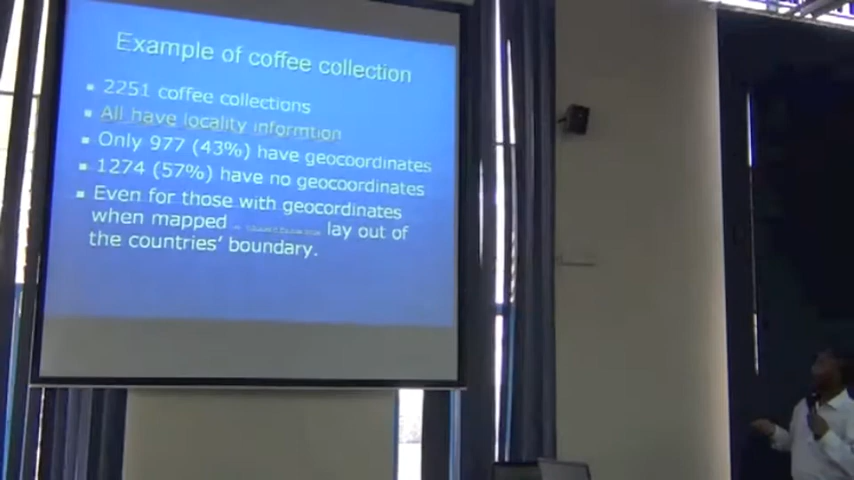 Example of coffee collection
2251 coffee collections
All have locality informtion
Only 977 (43%) have geocoordinates
1274 (57%) have no geocoordinates
Even for those with geocordinates
when mapped lay out of
the countries' boundary.